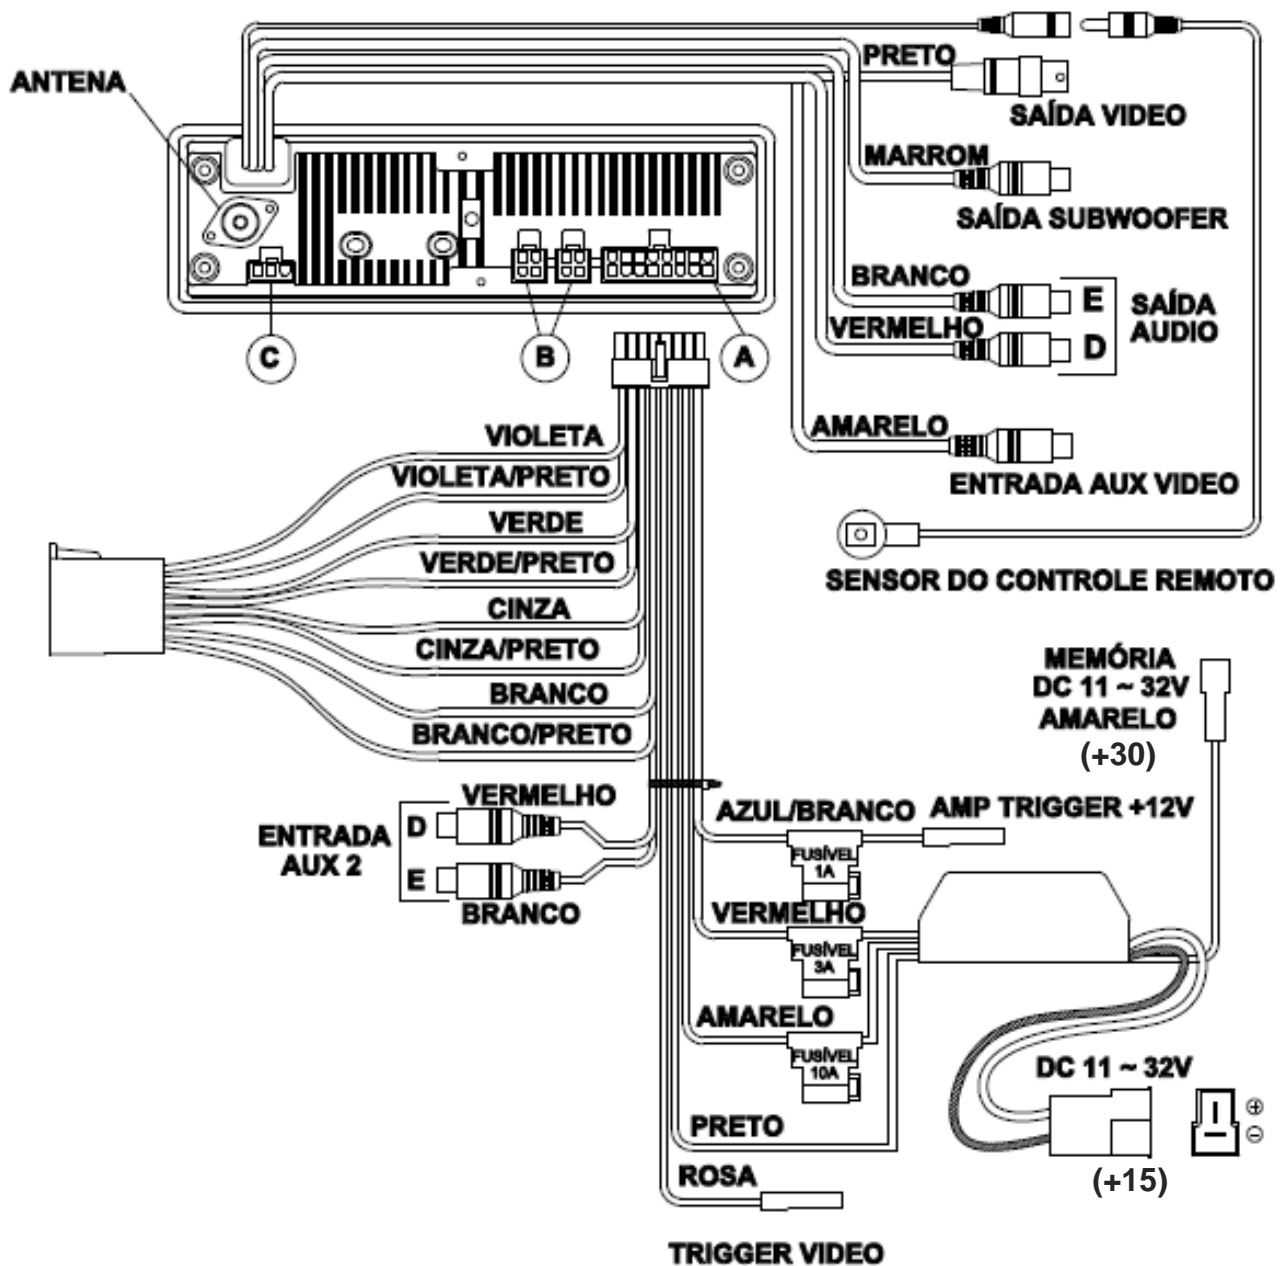 ANTENA
PRETO
SAÍDA VIDEO
MARROM
SAÍDA SUBWOOFER
BRANCO
E
VERMELHO
D
SAÍDA
AUDIO
C
B
A
AMARELO
ENTRADA AUX VIDEO
SENSOR DO CONTROLE REMOTO
VIOLETA
VIOLETA/PRETO
VERDE
VERDE/PRETO
CINZA
CINZA/PRETO
BRANCO
BRANCO/PRETO
MEMÓRIA
DC 11 ~ 32V
AMARELO
(+30)
VERMELHO
D
ENTRADA
AUX 2
E
BRANCO
AZUL/BRANCO
AMP TRIGGER +12V
FUSÍVEL
1A
VERMELHO
FUSÍVEL
3A
AMARELO
FUSÍVEL
10A
DC 11 ~ 32V
+
−
(+15)
PRETO
ROSA
TRIGGER VIDEO